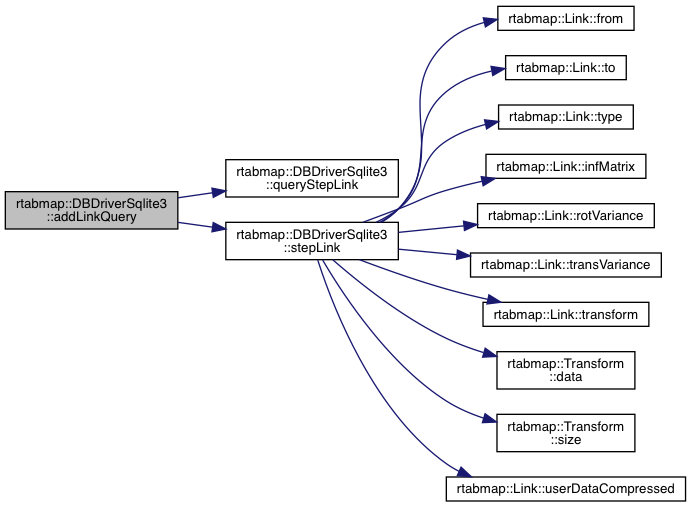 rtabmap::DBDriverSqlite3
::addLinkQuery
rtabmap::DBDriverSqlite3
::queryStepLink
rtabmap::DBDriverSqlite3
::stepLink
rtabmap::Link::from
rtabmap::Link::to
rtabmap::Link::type
rtabmap::Link::infMatrix
rtabmap::Link::rotVariance
rtabmap::Link::transVariance
rtabmap::Link::transform
rtabmap::Transform
::data
rtabmap::Transform
::size
rtabmap::Link::userDataCompressed